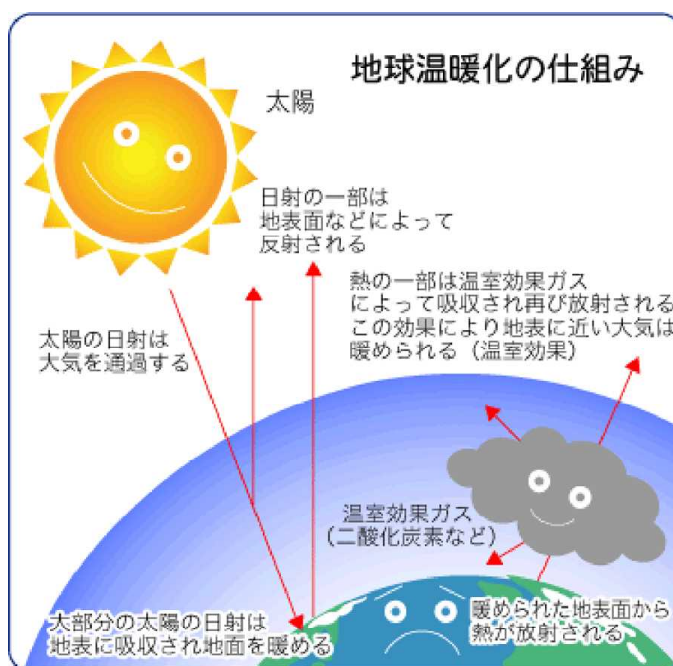 地球温暖化の仕組み
太陽
日射の一部は
地表面などによって
反射される
熱の一部は温室効果ガス
によって吸収され再び放射される
この効果により地表に近い大気は
暖められる（温室効果）
太陽の日射は
大気を通過する
温室効果ガス
（二酸化炭素など）
大部分の太陽の日射は
地表に吸収され地面を暖める
暖められた地表面から
熱が放射される